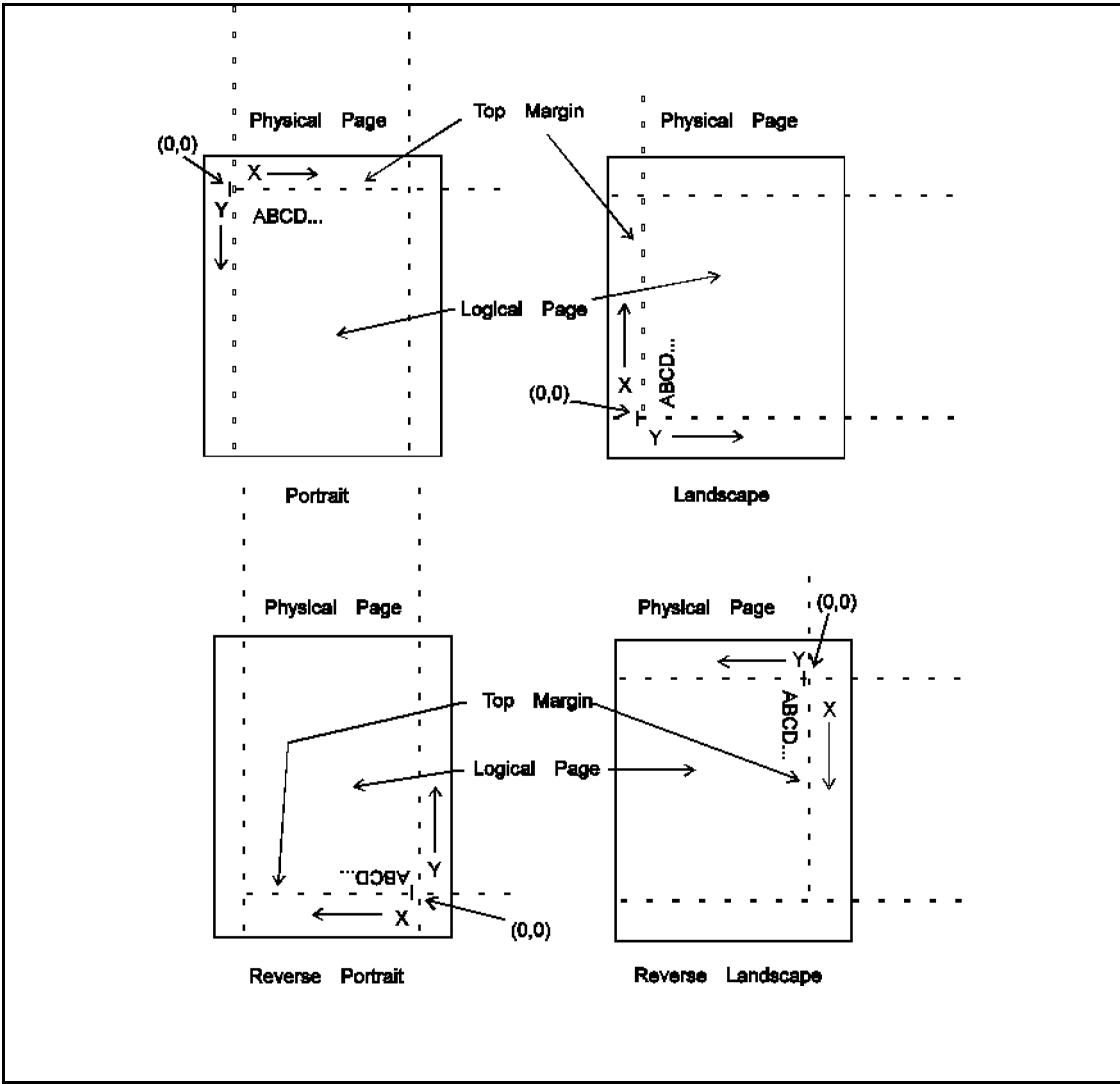 Physical Page
Top Margin
Physical Page
(0,0)
X
Y
ABCD...
Logical Page
ABCD...
X
(0,0)
Y
Portrait
Landscape
Physical Page
Physical Page
(0,0)
Y
Top Margin
ABCD...
X
Logical Page
Y
ABCD...
X
(0,0)
Reverse Portrait
Reverse Landscape